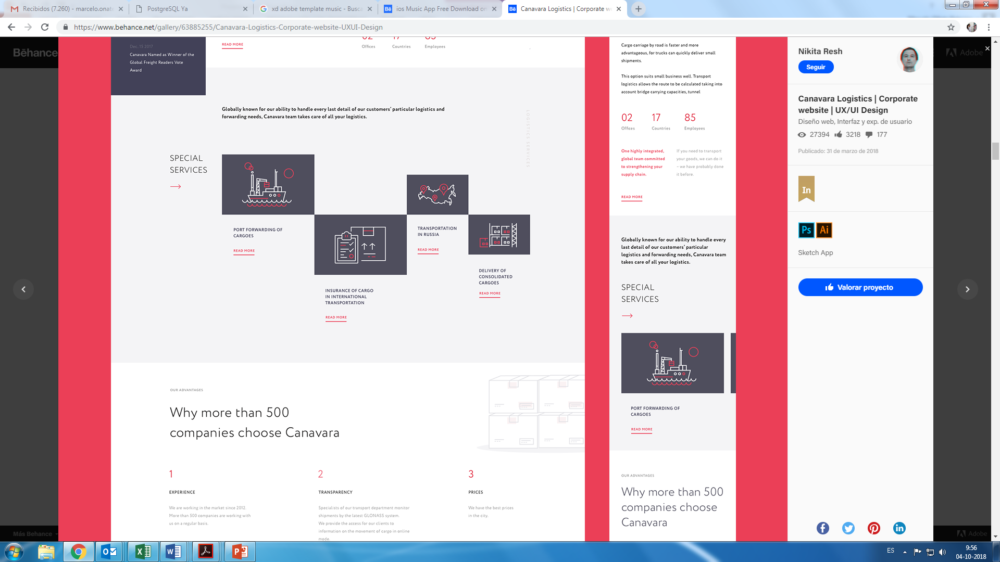 Recibidos (7.260) - marcelo.onate
PostgreSQL Ya
xd adobe template music - Busca
ios Music App Free Download on
Canavara Logistics | Corporate w
https://www.behance.net/gallery/63885255/Canavara-Logistics-Corporate-website-UXUI-Design
Bēhance
Adobe
Dec. 15 2017
Canavara Named as Winner of the
Global Freight Readers Vote
Award
READ MORE
02 17 85
Offices Countries Employees
Globally known for our ability to handle every last detail of our customers' particular logistics and
forwarding needs, Canavara team takes care of all your logistics.
LOGISTICS SERVICES
SPECIAL
SERVICES
PORT FORWARDING OF
CARGOES
READ MORE
INSURANCE OF CARGO
IN INTERNATIONAL
TRANSPORTATION
READ MORE
TRANSPORTATION
IN RUSSIA
READ MORE
DELIVERY OF
CONSOLIDATED
CARGOES
READ MORE
OUR ADVANTAGES
Why more than 500
companies choose Canavara
1
EXPERIENCE
We are working in the market since 2012.
More than 500 companies are working with
us on a regular basis.
2
TRANSPARENCY
Specialists of our transport department monitor
shipments by the latest GLONASS system.
We provide the access for our clients to
information on the movement of cargo in online
mode.
3
PRICES
We have the best prices
in the city.
Cargo carriage by road is faster and more
advantageous, for trucks can quickly deliver small
shipments.
This option suits small business well. Transport
logistics allows the route to be calculated taking into
account bridge carrying capacities, tunnel
02 17 85
Offices Countries Employees
One highly integrated,
global team committed
to strengthening your
supply chain.
If you need to transport
your goods, we can do it
– we have probably done
it before.
READ MORE
Globally known for our ability to handle every
last detail of our customers' particular
logistics and forwarding needs, Canavara team
takes care of all your logistics.
SPECIAL
SERVICES
PORT FORWARDING OF
CARGOES
READ MORE
OUR ADVANTAGES
Why more than 500
companies choose
Canavara
Nikita Resh
Seguir
Canavara Logistics | Corporate
website | UX/UI Design
Diseño web, Interfaz y exp. de usuario
27394 3218 177
Publicado: 31 de marzo de 2018
In
Ps Ai
Sketch App
Valorar proyecto
Más Behance
Adobe
ES
9:56
04-10-2018